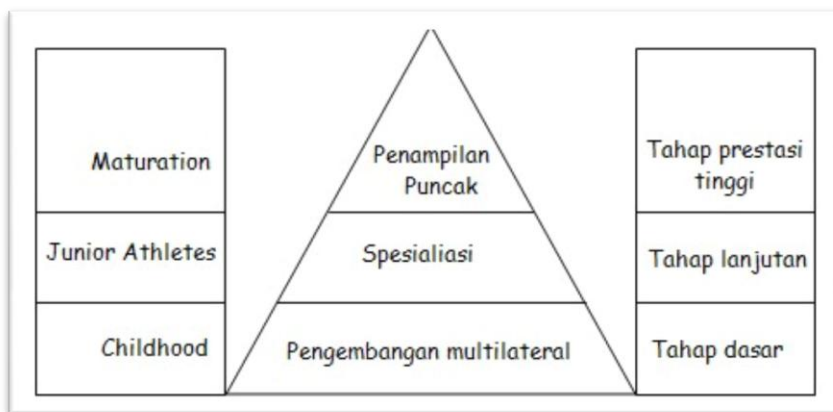 Maturation
Penampilan
Puncak
Tahap prestasi
tinggi
Junior Athletes
Spesialiasi
Tahap lanjutan
Childhood
Pengembangan multilateral
Tahap dasar